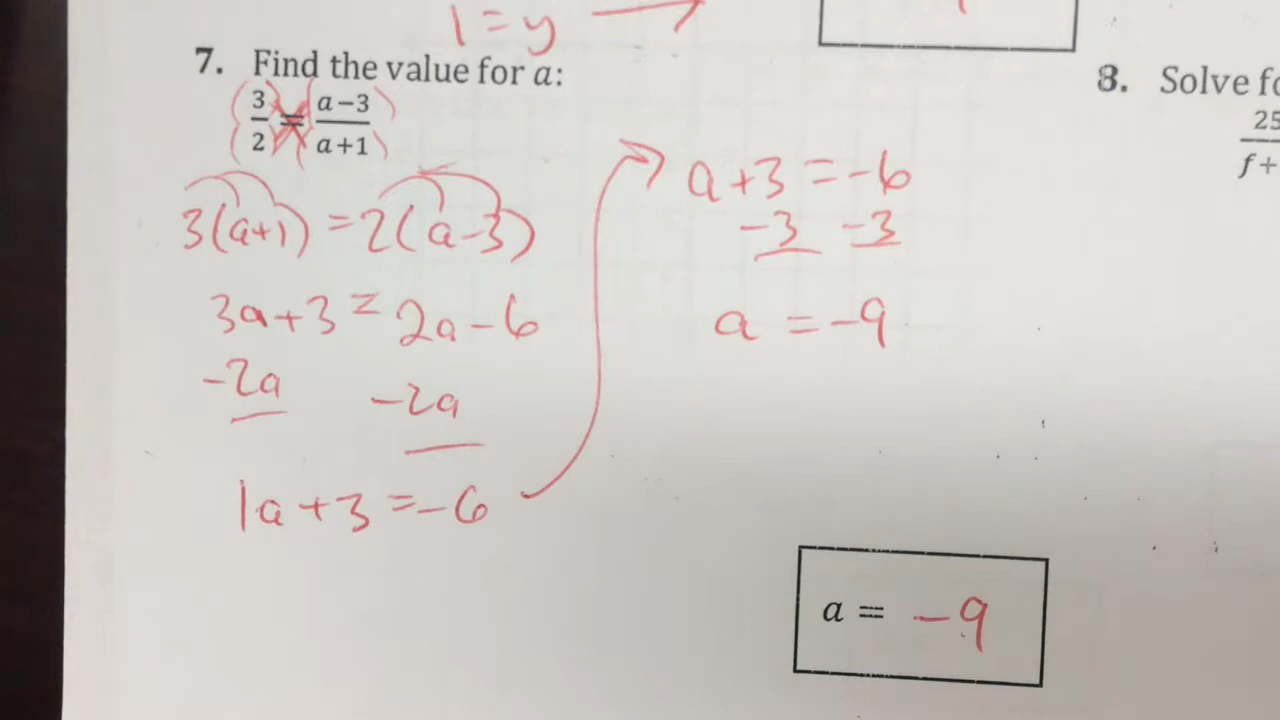 1 = y
7. Find the value for a:
3/2 = a−3/a+1
3(a+1) = 2(a-3)
3a+3 = 2a-6
-2a -2a
1a+3 = -6
a+3 = -6
-3 -3
a = -9
a = -9
8. Solve fo
25
f+